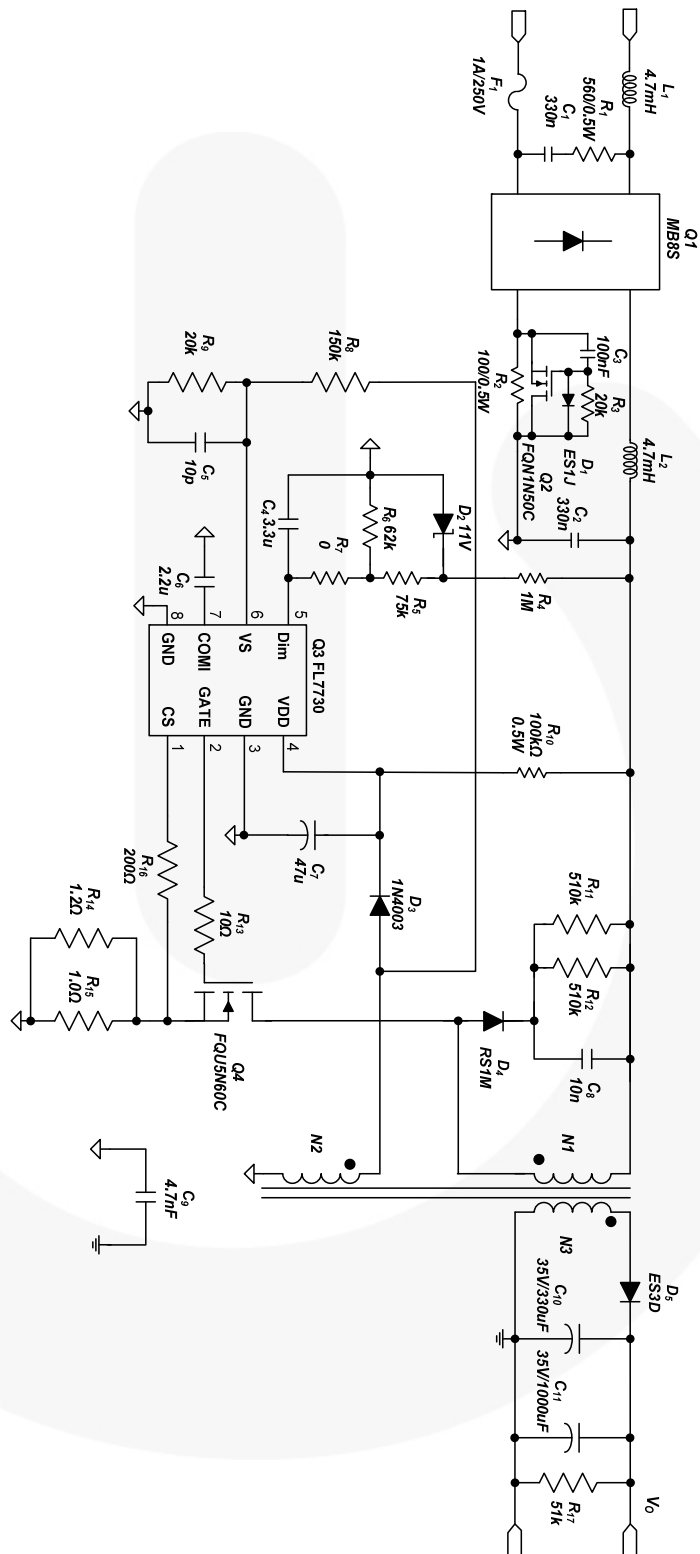 L1
4.7mH
R1
560/0.5W
C1
330n
F1
1A/250V
Q1
MB8S
C3
100nF
R3
20k
D1
ES1J
Q2
FQN1N50C
R2
100/0.5W
L2
4.7mH
C2
330n
R8
150k
R9
20k
C5
10p
D2 11V
R6 62k
C4 3.3u
R7
0
R5
75k
R4
1M
C6
2.2u
Q3 FL7730
5
6
7
8
Dim
VS
COMI
GND
VDD
GND
GATE
CS
4
3
2
1
R10
100kΩ
0.5W
C7
47u
D3
1N4003
R16
200Ω
R13
10Ω
R14
1.2Ω
R15
1.0Ω
Q4
FQU5N60C
R11
510k
R12
510k
C8
10n
D4
RS1M
N1
N2
N3
C9
4.7nF
D5
ES3D
C10
35V/330uF
C11
35V/1000uF
R17
51k
VO